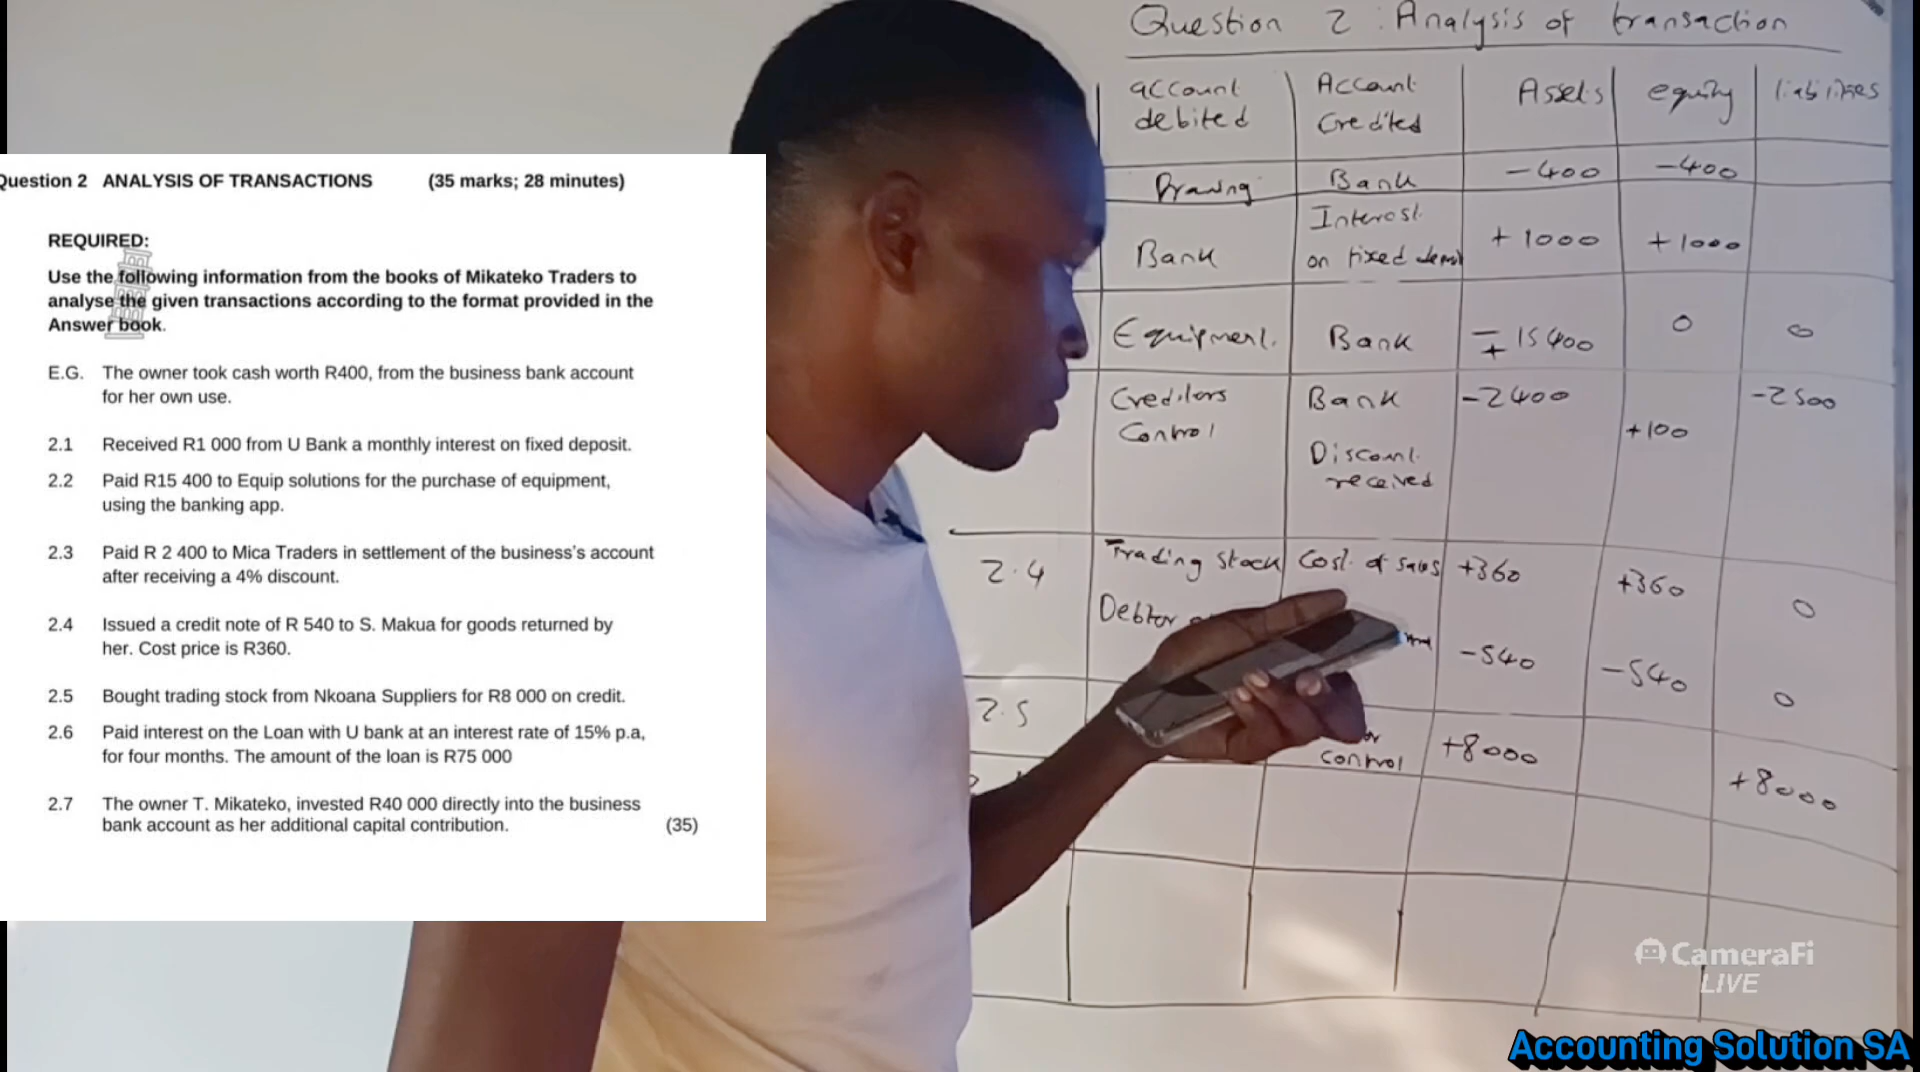 Question 2 : Analysis of transaction
account debited
Account Credited
Assets
equity
liabilities
Drawing
Bank
-400
-400
Bank
Interest on fixed
+1000
+1000
Equipment.
Bank
15400
0
0
Creditors Control
Bank
Discount received
-2400
+100
-2500
2.4
Trading Stock
Cost of sales
+360
+360
0
Debtor
-540
-540
0
2.5
control
+8000
+8000
Question 2 ANALYSIS OF TRANSACTIONS (35 marks; 28 minutes)
REQUIRED:
Use the following information from the books of Mikateko Traders to
analyse the given transactions according to the format provided in the
Answer book.
E.G. The owner took cash worth R400, from the business bank account
for her own use.
2.1 Received R1 000 from U Bank a monthly interest on fixed deposit.
2.2 Paid R15 400 to Equip solutions for the purchase of equipment,
using the banking app.
2.3 Paid R 2 400 to Mica Traders in settlement of the business's account
after receiving a 4% discount.
2.4 Issued a credit note of R 540 to S. Makua for goods returned by
her. Cost price is R360.
2.5 Bought trading stock from Nkoana Suppliers for R8 000 on credit.
2.6 Paid interest on the Loan with U bank at an interest rate of 15% p.a,
for four months. The amount of the loan is R75 000
2.7 The owner T. Mikateko, invested R40 000 directly into the business
bank account as her additional capital contribution. (35)
CameraFi
LIVE
Accounting Solution SA